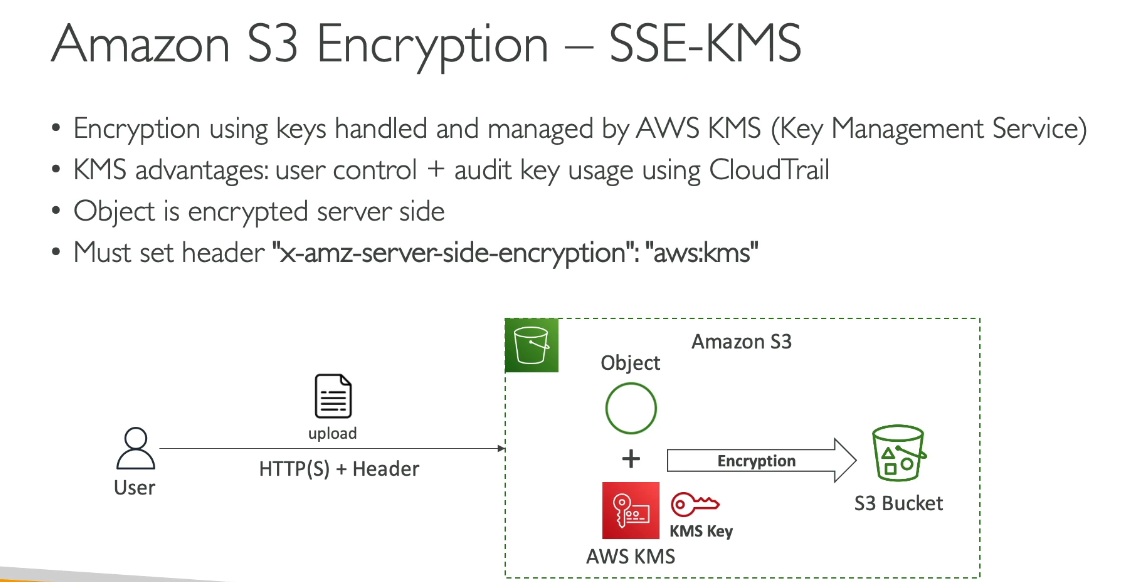 Amazon S3 Encryption – SSE-KMS
• Encryption using keys handled and managed by AWS KMS (Key Management Service)
• KMS advantages: user control + audit key usage using CloudTrail
• Object is encrypted server side
• Must set header "x-amz-server-side-encryption": "aws:kms"
Amazon S3
Object
upload
HTTP(S) + Header
User
+
Encryption
S3 Bucket
KMS Key
AWS KMS